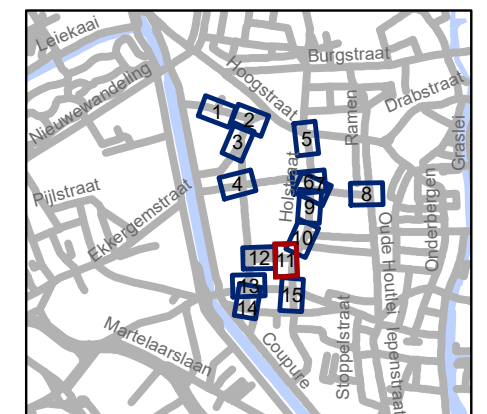 Leiekaai
Burgstraat
Hoogstraat
Nieuwewandeling
Ramen
Drabstraat
Graslei
1
2
3
5
Pijlstraat
4
Holstraat
6
7
8
9
Ekkergemstraat
Onderbergen
10
Oude Houtlei
12
11
13
15
14
Martelaarslaan
Coupure
Stoppelstraat
Iepenstraat